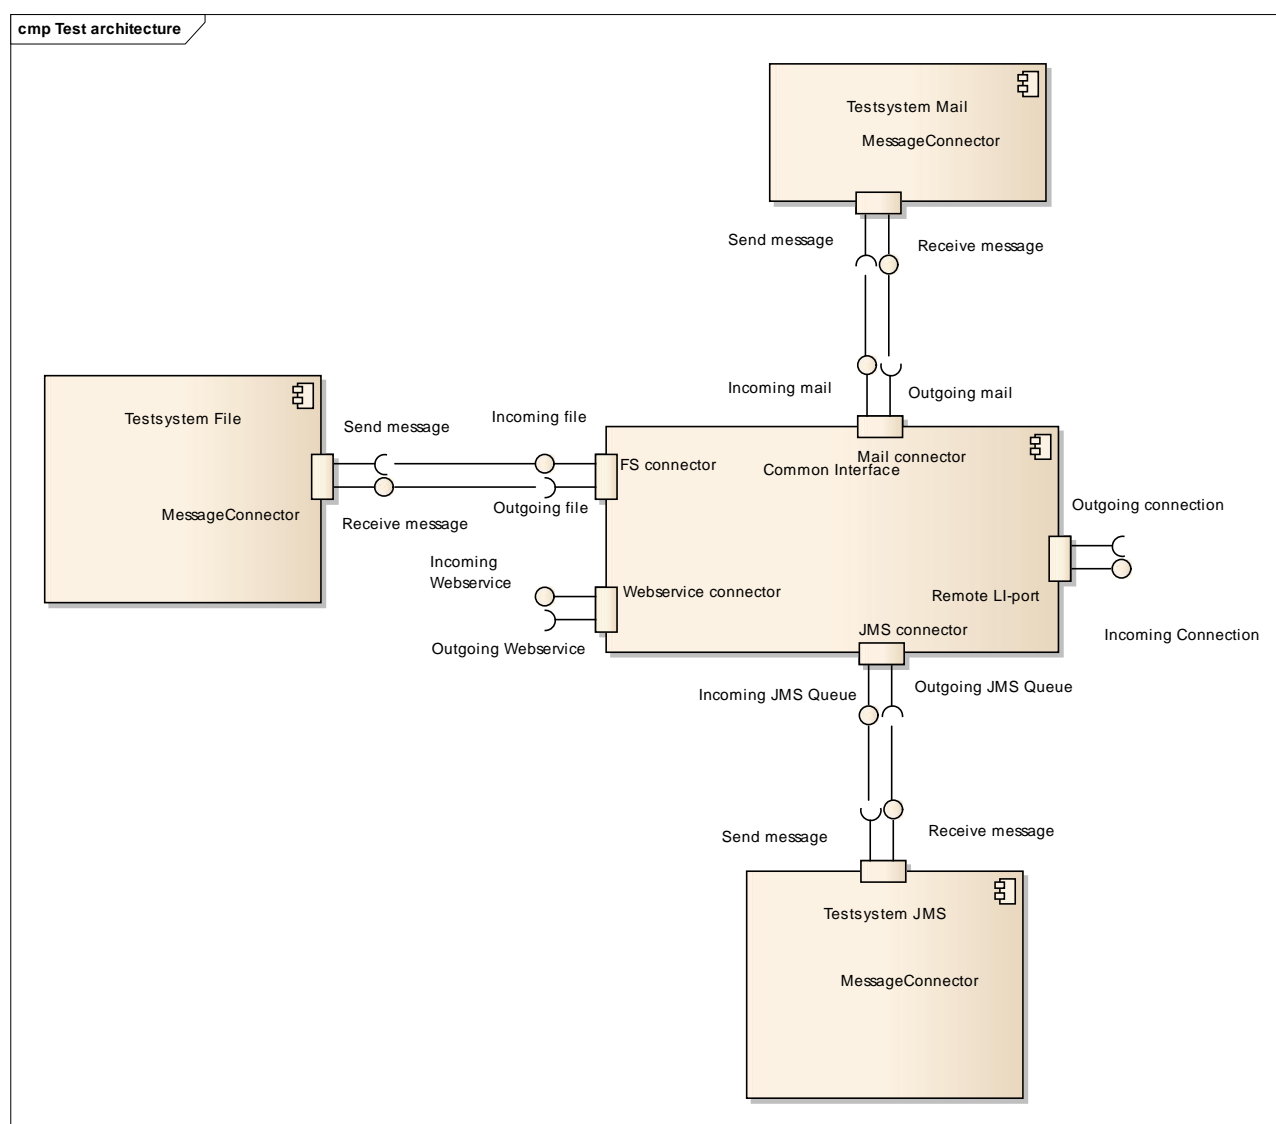 cmp Test architecture
Testsystem Mail
MessageConnector
Send message
Receive message
Incoming mail
Outgoing mail
Testsystem File
MessageConnector
Send message
Receive message
Incoming file
Outgoing file
FS connector
Mail connector
Common Interface
Outgoing connection
Incoming
Webservice
Webservice connector
Remote LI-port
Outgoing Webservice
JMS connector
Incoming Connection
Incoming JMS Queue
Outgoing JMS Queue
Send message
Receive message
Testsystem JMS
MessageConnector